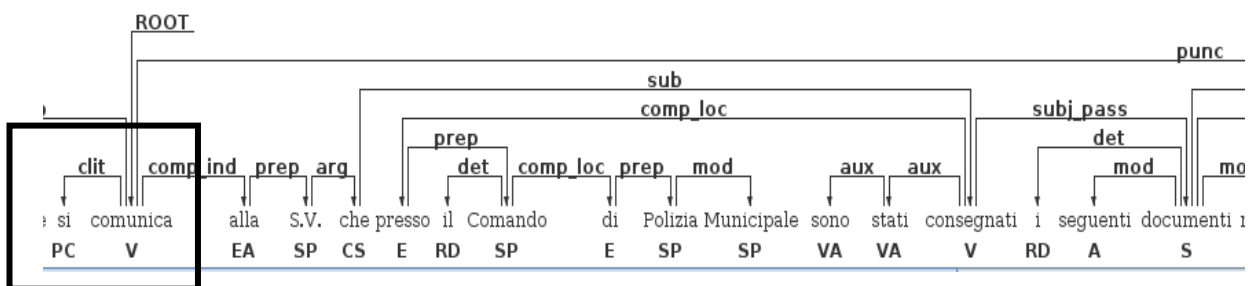 ROOT
punc
sub
comp_loc subj_pass
prep det
clit comp_ind prep arg det comp_loc prep mod aux aux mod
si comunica alla S.V. che presso il Comando di Polizia Municipale sono stati consegnati i seguenti documenti
PC V EA SP CS E RD SP E SP SP VA VA V RD A S